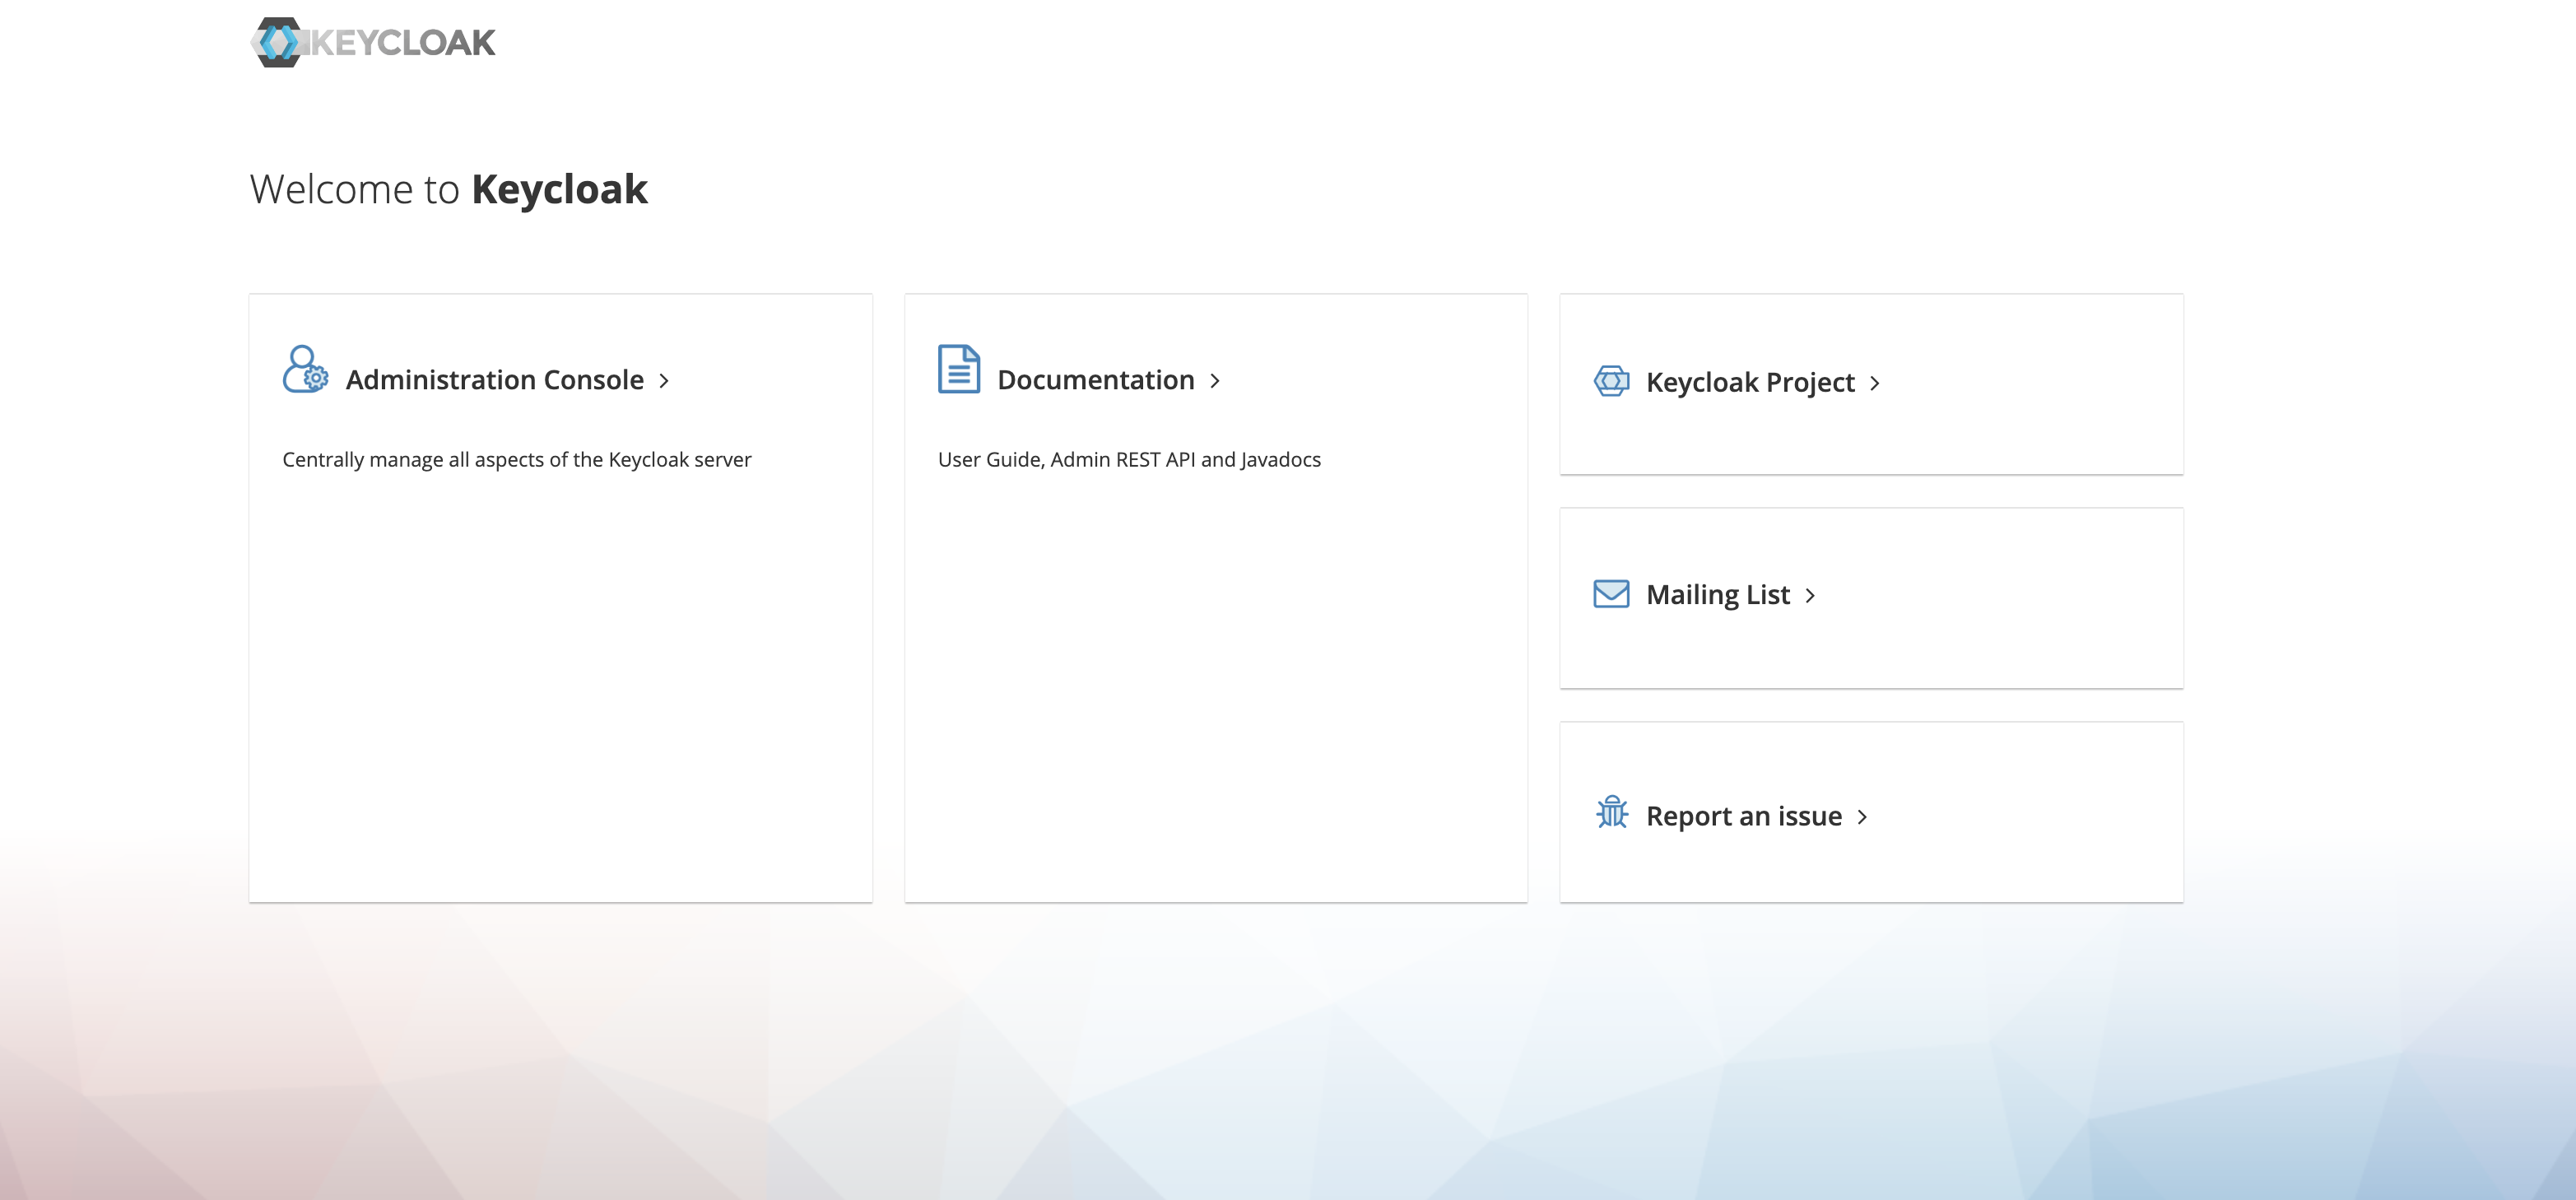 KEYCLOAK
Welcome to Keycloak
Administration Console
Centrally manage all aspects of the Keycloak server
Documentation
User Guide, Admin REST API and Javadocs
Keycloak Project
Mailing List
Report an issue